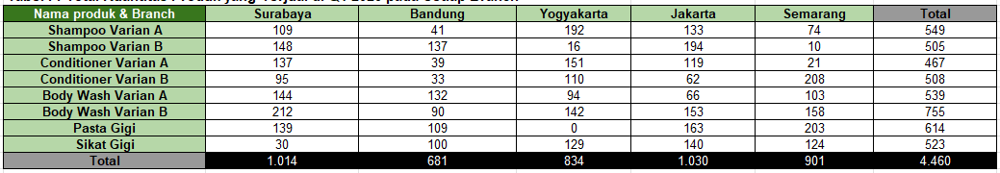 Nama produk & Branch Surabaya Bandung Yogyakarta Jakarta Semarang Total
Shampoo Varian A 109 41 192 133 74 549
Shampoo Varian B 148 137 16 194 10 505
Conditioner Varian A 137 39 151 119 21 467
Conditioner Varian B 95 33 110 62 208 508
Body Wash Varian A 144 132 94 66 103 539
Body Wash Varian B 212 90 142 153 158 755
Pasta Gigi 139 109 0 163 203 614
Sikat Gigi 30 100 129 140 124 523
Total 1.014 681 834 1.030 901 4.460